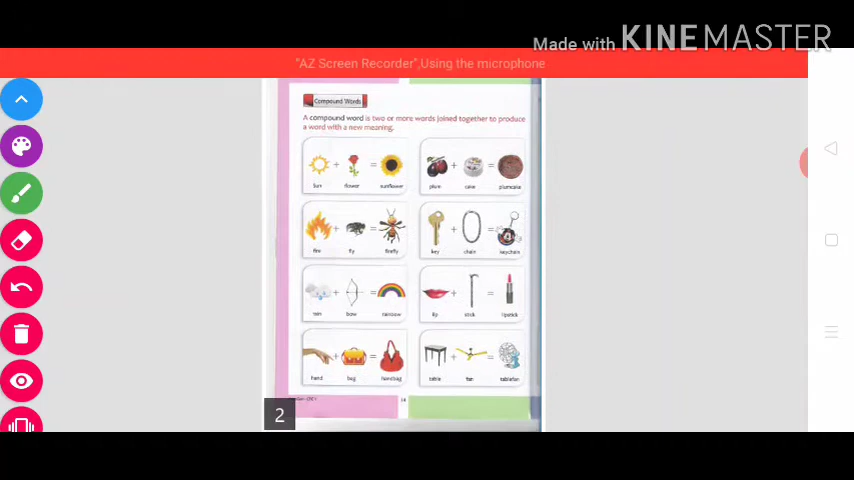 Made with KINEMASTER
"AZ Screen Recorder",Using the microphone
Compound Words
A compound word is two or more words joined together to produce
a word with a new meaning.
Sun + flower = sunflower
plum + cake = plumcake
fire + fly = firefly
key + chain = keychain
rain + bow = rainbow
lip + stick = lipstick
hand + bag = handbag
table + fan = tablefan
2